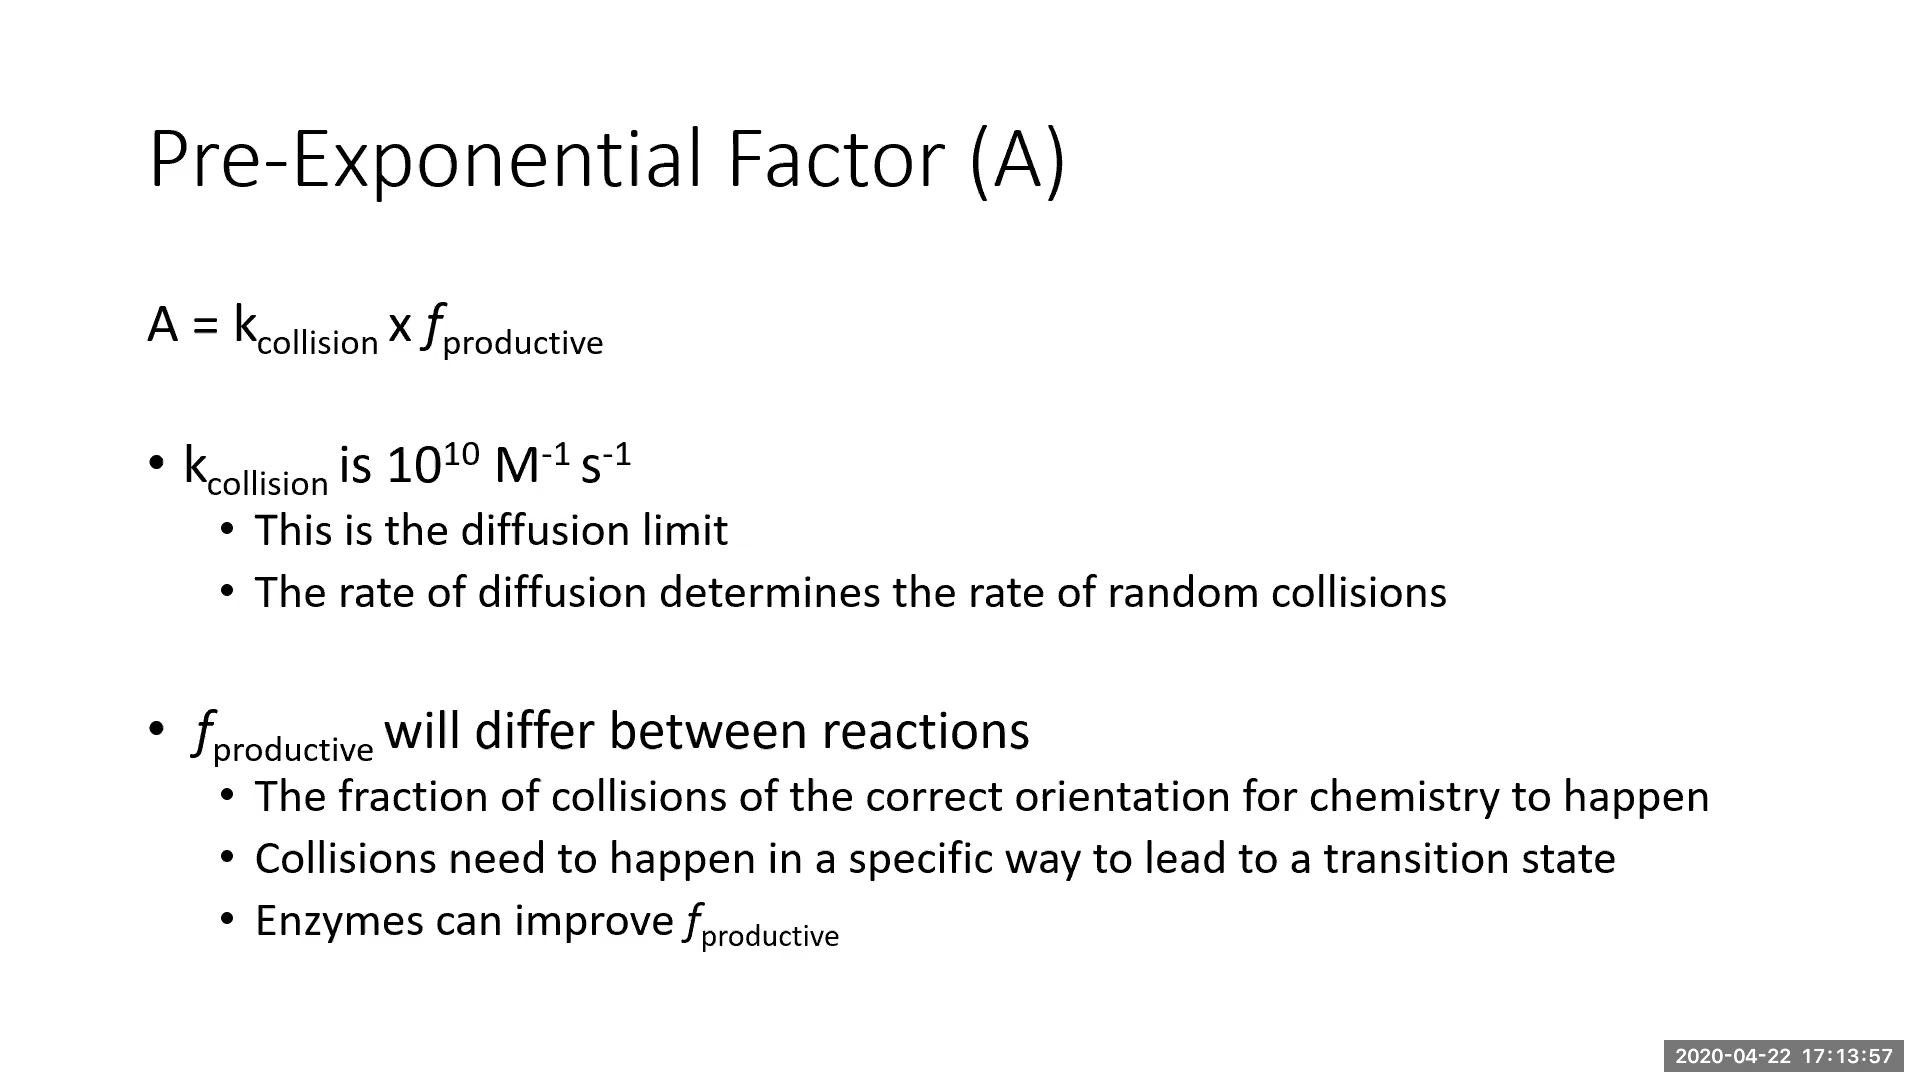 Pre-Exponential Factor (A)
A = kcollision x fproductive
• kcollision is 10¹⁰ M⁻¹ s⁻¹
• This is the diffusion limit
• The rate of diffusion determines the rate of random collisions
• fproductive will differ between reactions
• The fraction of collisions of the correct orientation for chemistry to happen
• Collisions need to happen in a specific way to lead to a transition state
• Enzymes can improve fproductive
2020-04-22 17:13:57